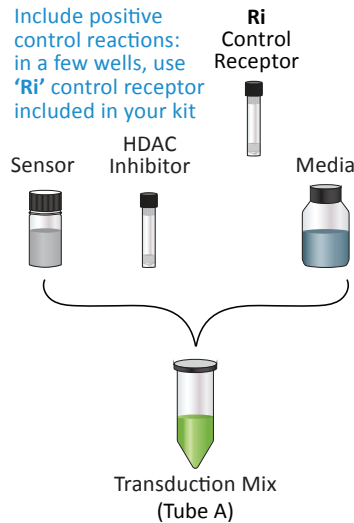 Include positive
control reactions:
in a few wells, use
‘Ri’ control receptor
included in your kit
Ri
Control
Receptor
Sensor
HDAC
Inhibitor
Media
Transduction Mix
(Tube A)